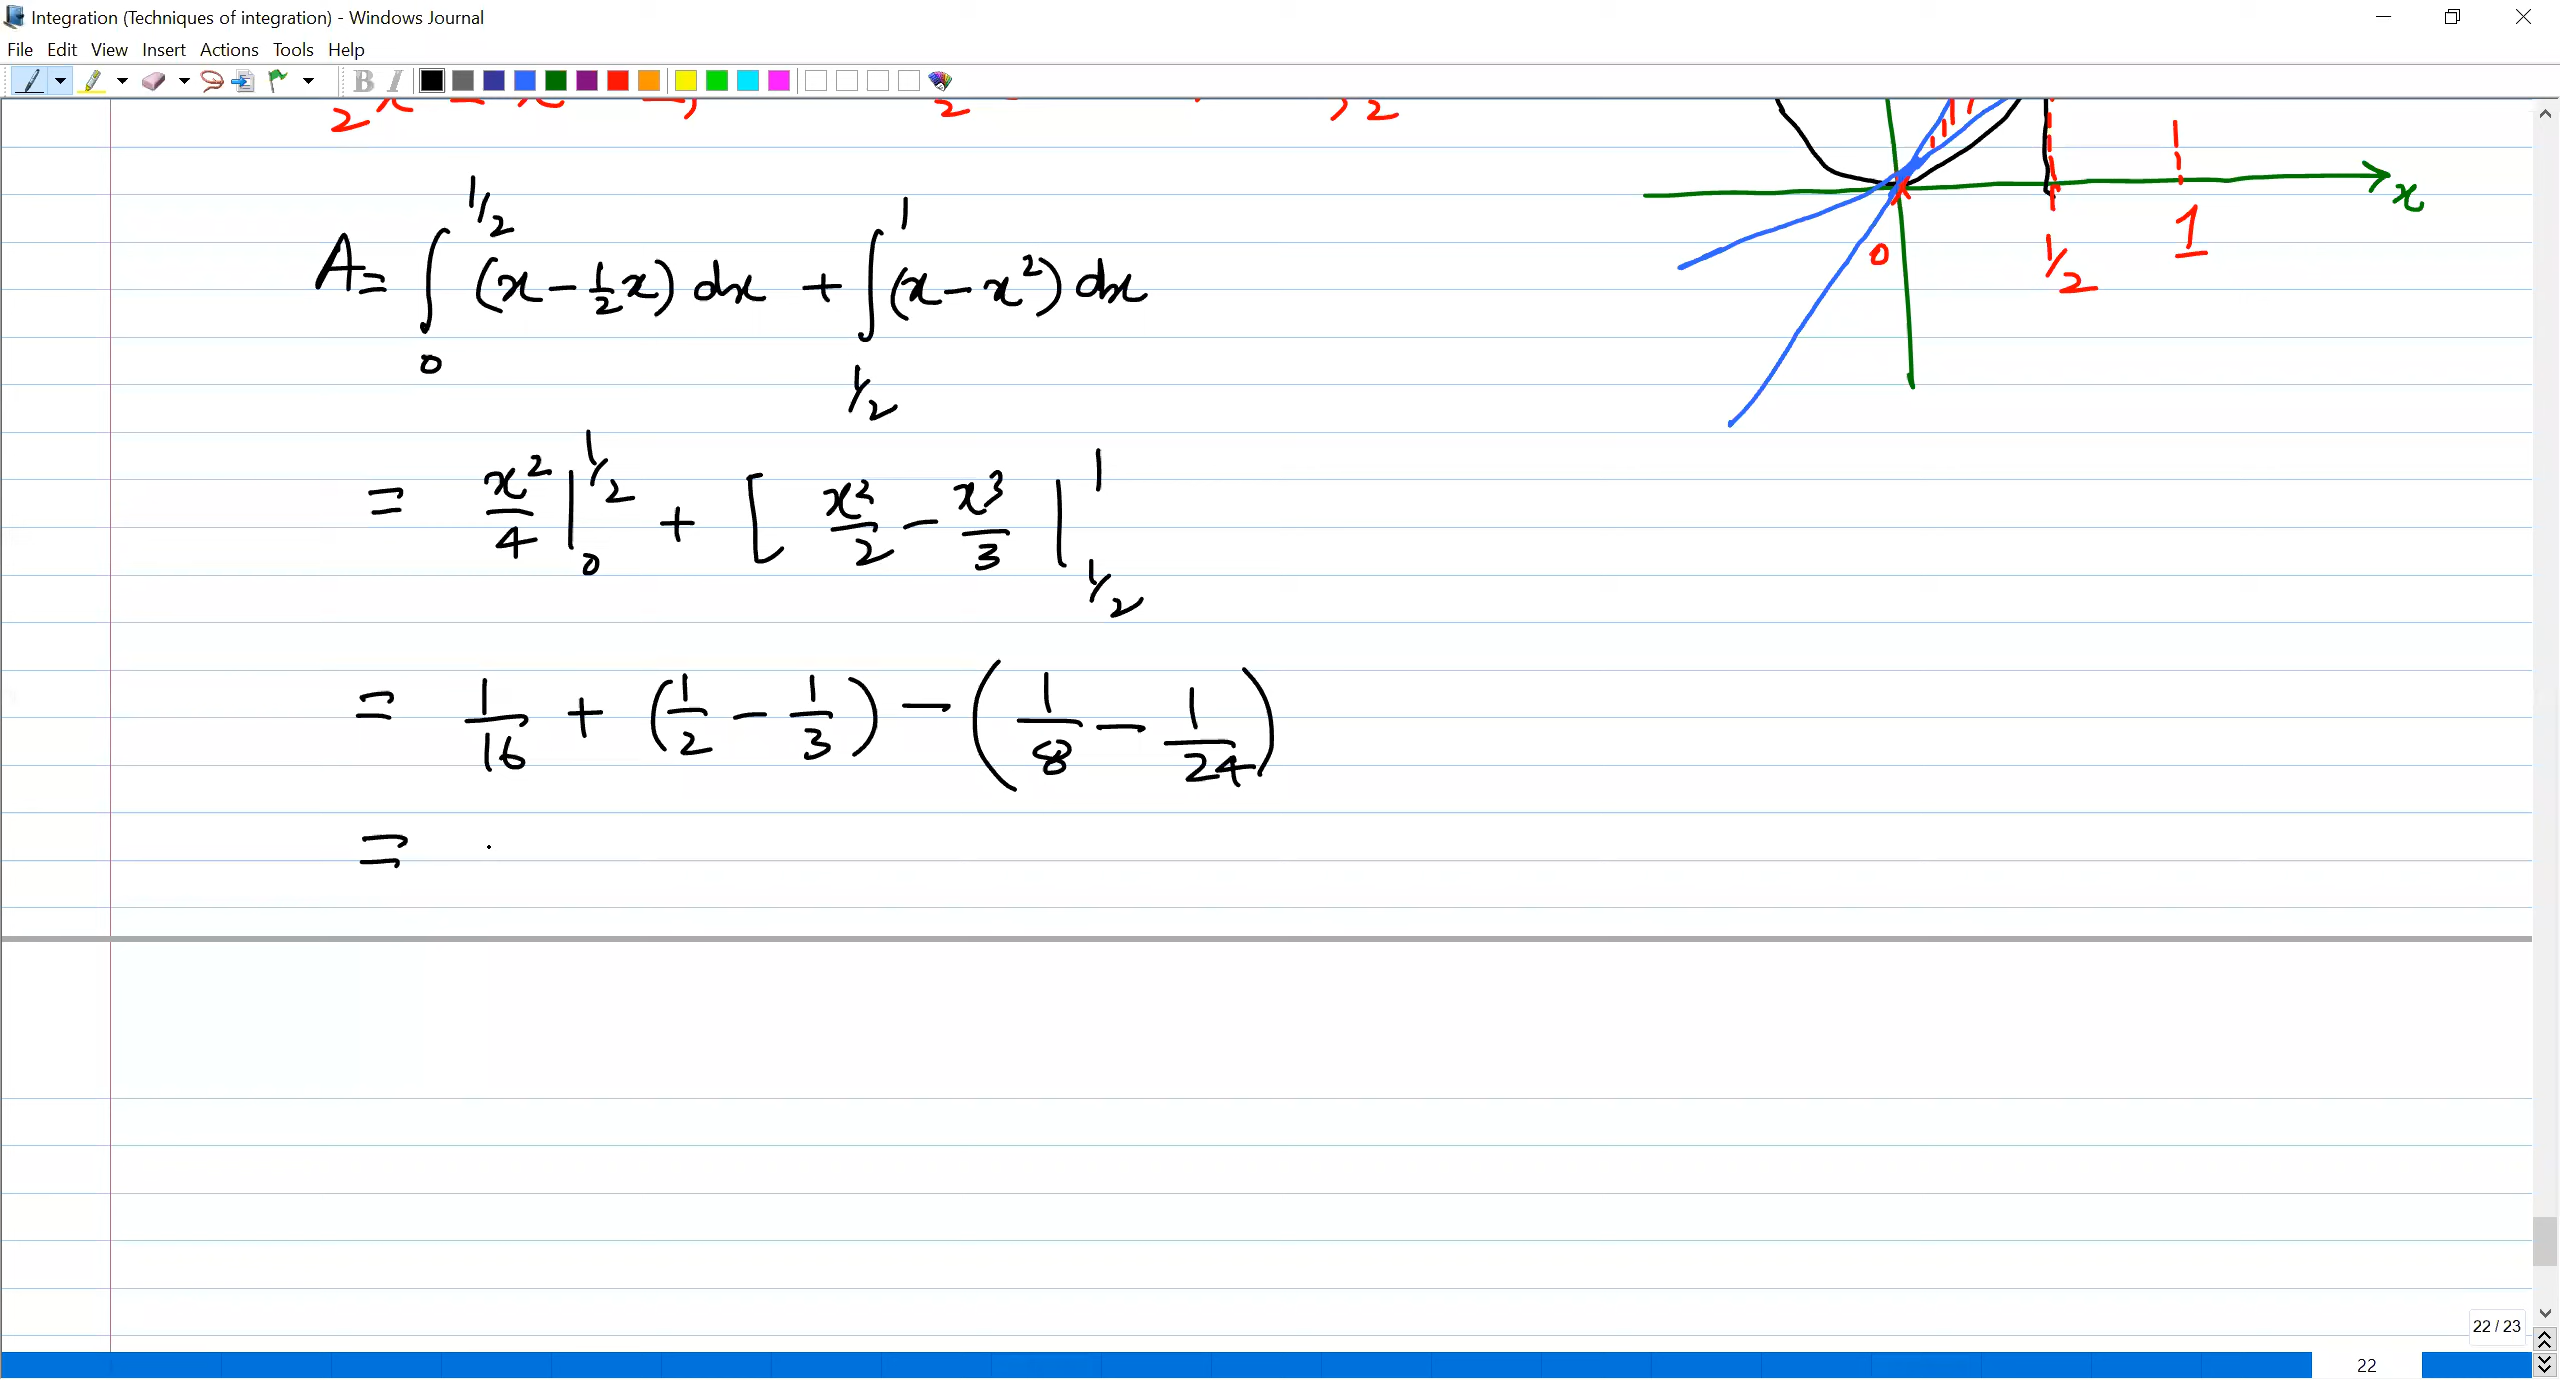 Integration (Techniques of integration) - Windows Journal
File Edit View Insert Actions Tools Help
B I
x
0 1/2 1
A = ∫₀^{1/2} (x - 1/2 x) dx + ∫_{1/2}^{1} (x - x²) dx
= x²/4 |₀^{1/2} + [ x²/2 - x³/3 |_{1/2}^{1}
= 1/16 + (1/2 - 1/3) - (1/8 - 1/24)
=
22 / 23
22